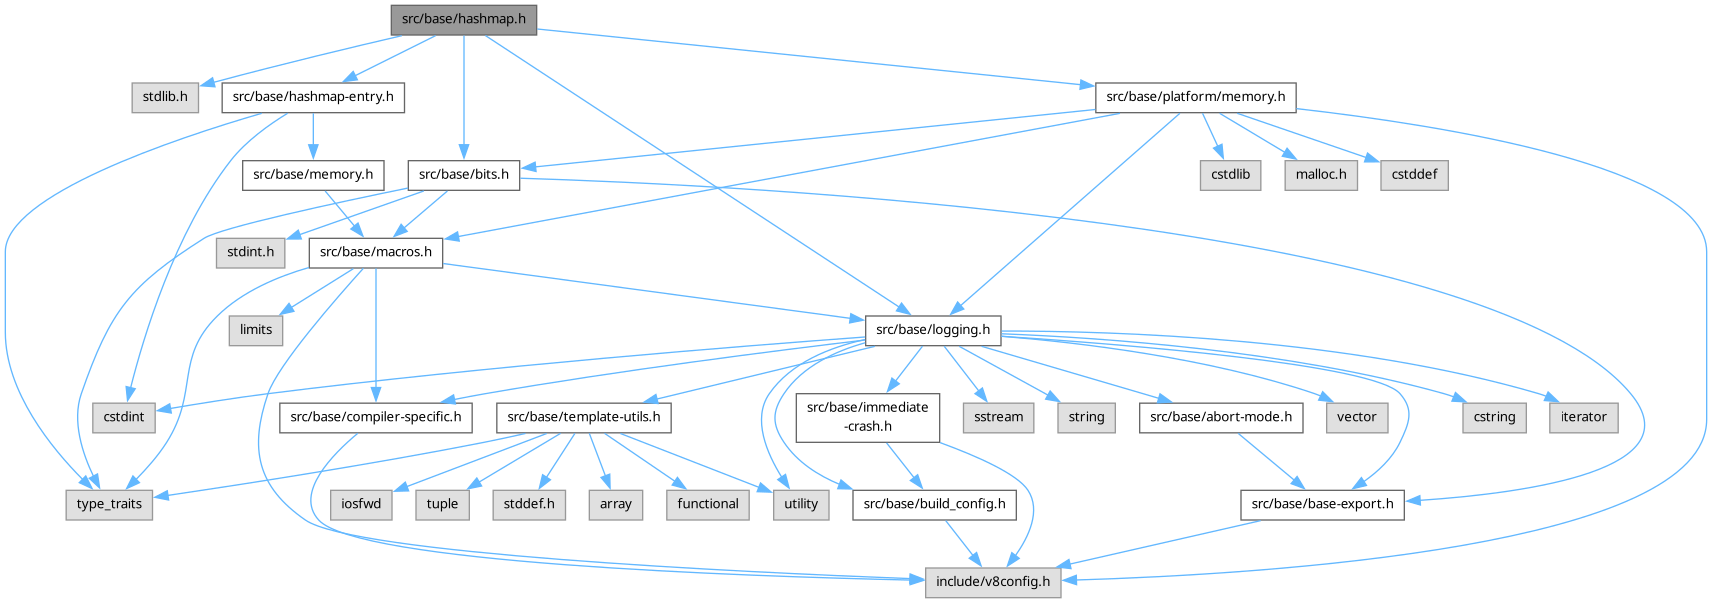 src/base/hashmap.h
stdlib.h
src/base/hashmap-entry.h
src/base/platform/memory.h
src/base/memory.h
src/base/bits.h
cstdlib
malloc.h
cstddef
stdint.h
src/base/macros.h
limits
src/base/logging.h
cstdint
src/base/compiler-specific.h
src/base/template-utils.h
src/base/immediate
-crash.h
sstream
string
src/base/abort-mode.h
vector
cstring
iterator
type_traits
iosfwd
tuple
stddef.h
array
functional
utility
src/base/build_config.h
src/base/base-export.h
include/v8config.h